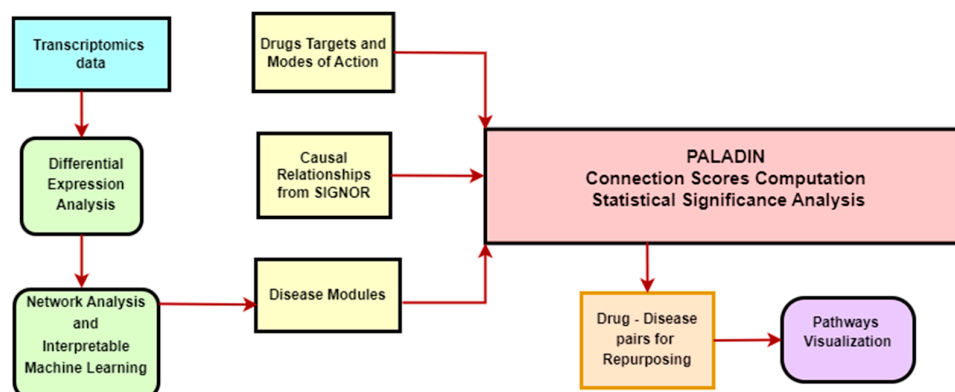 Transcriptomics
data
Differential
Expression
Analysis
Network Analysis
and
Interpretable
Machine Learning
Drugs Targets and
Modes of Action
Causal
Relationships
from SIGNOR
Disease Modules
PALADIN
Connection Scores Computation
Statistical Significance Analysis
Drug - Disease
pairs for
Repurposing
Pathways
Visualization